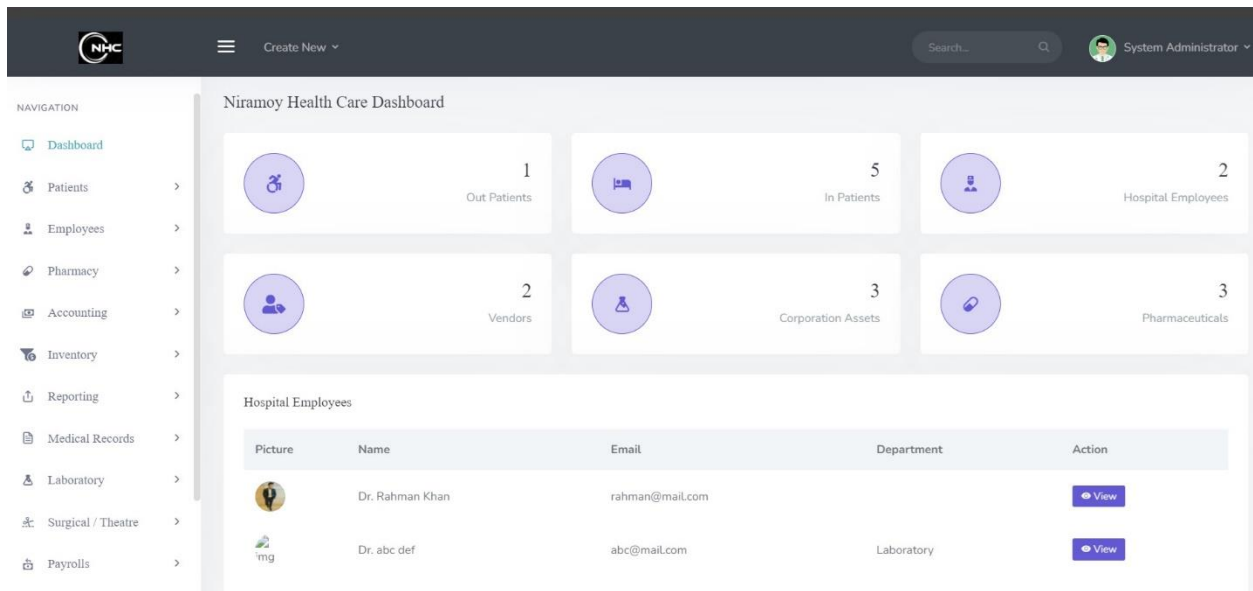 NHC
Create New
Search...
System Administrator
NAVIGATION
Dashboard
Patients
Employees
Pharmacy
Accounting
Inventory
Reporting
Medical Records
Laboratory
Surgical / Theatre
Payrolls
Niramoy Health Care Dashboard
1
Out Patients
5
In Patients
2
Hospital Employees
2
Vendors
3
Corporation Assets
3
Pharmaceuticals
Hospital Employees
Picture Name Email Department Action
Dr. Rahman Khan rahman@mail.com View
img Dr. abc def abc@mail.com Laboratory View